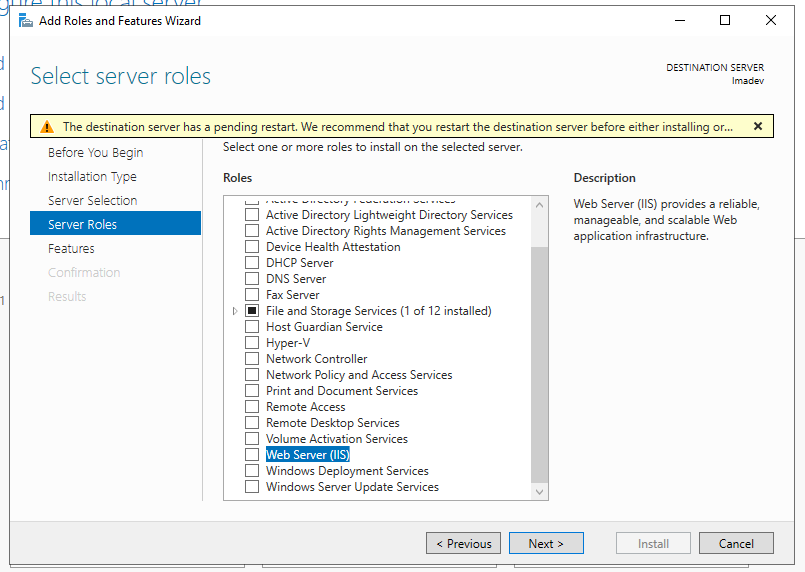 gure this local server
Add Roles and Features Wizard
Select server roles
DESTINATION SERVER
Imadev
The destination server has a pending restart. We recommend that you restart the destination server before either installing or...
Before You Begin
Installation Type
Server Selection
Server Roles
Features
Confirmation
Results
Select one or more roles to install on the selected server.
Roles
Active Directory Federation Services
Active Directory Lightweight Directory Services
Active Directory Rights Management Services
Device Health Attestation
DHCP Server
DNS Server
Fax Server
File and Storage Services (1 of 12 installed)
Host Guardian Service
Hyper-V
Network Controller
Network Policy and Access Services
Print and Document Services
Remote Access
Remote Desktop Services
Volume Activation Services
Web Server (IIS)
Windows Deployment Services
Windows Server Update Services
Description
Web Server (IIS) provides a reliable,
manageable, and scalable Web
application infrastructure.
< Previous
Next >
Install
Cancel